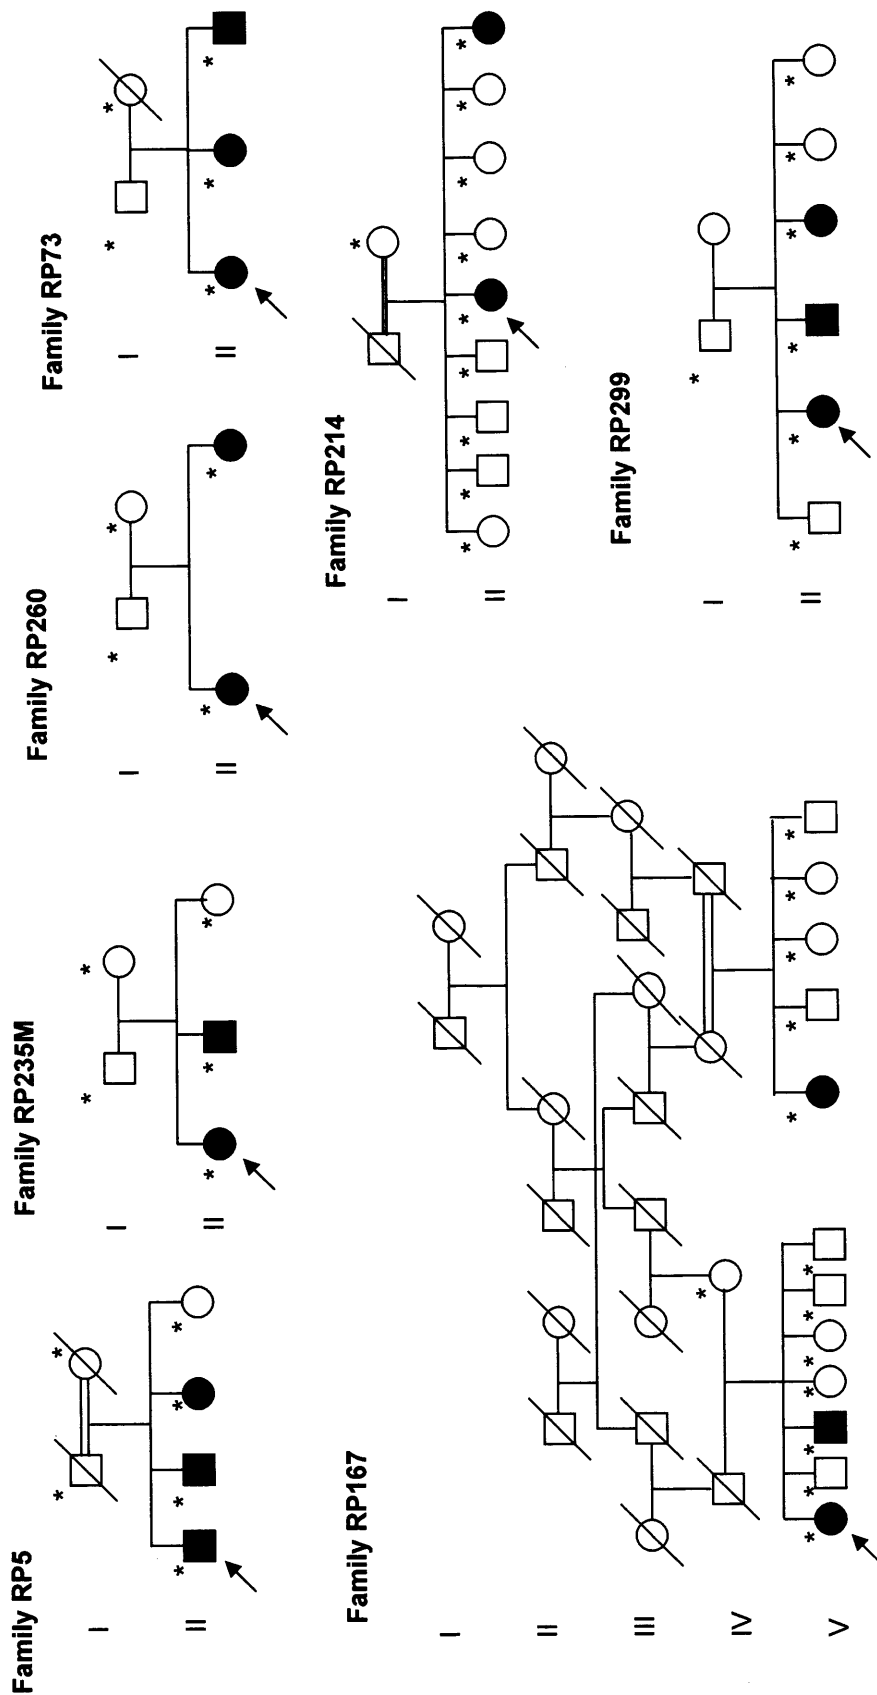 Family RP5
I
II
Family RP235M
I
II
Family RP260
I
II
Family RP73
I
II
Family RP167
I
II
III
IV
V
Family RP214
I
II
Family RP299
I
II